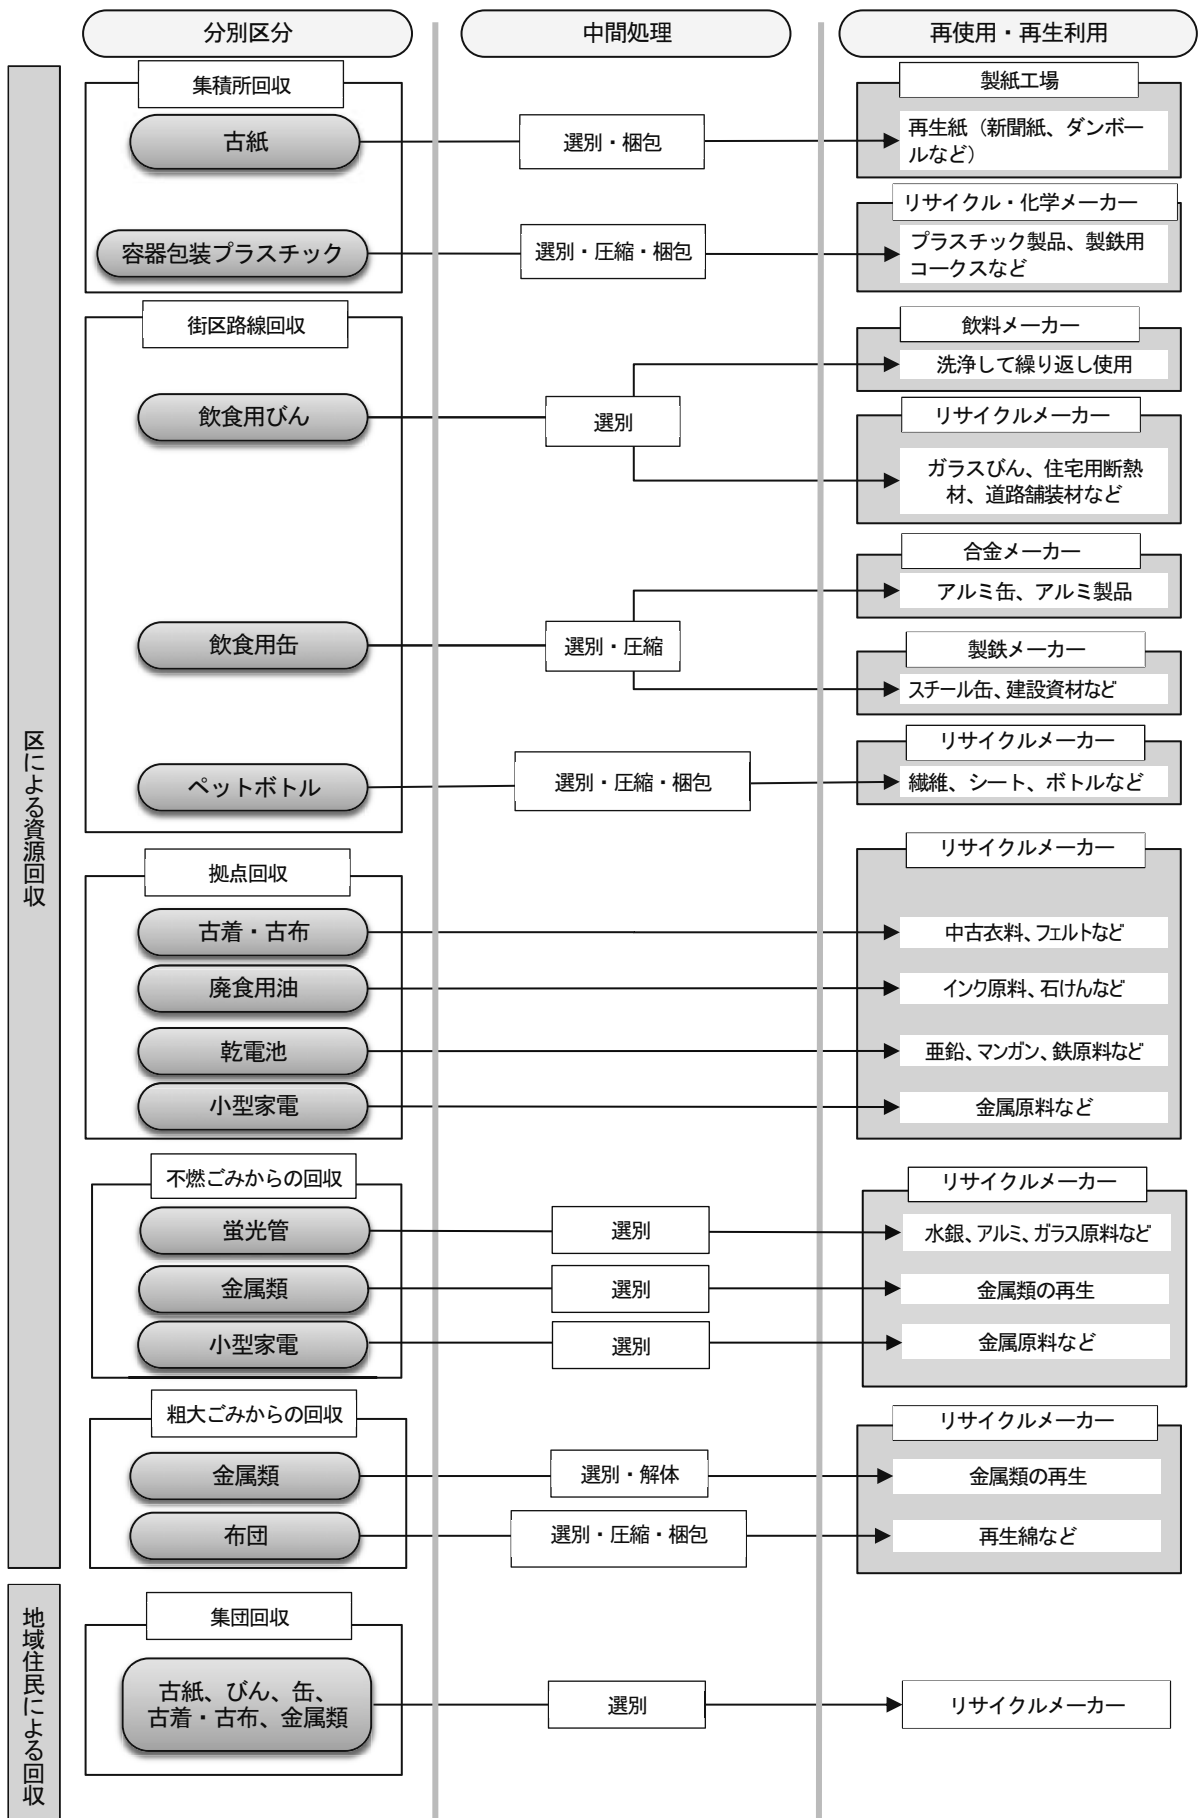 分別区分
中間処理
再使用・再生利用
区による資源回収
集積所回収
古紙
選別・梱包
製紙工場
再生紙（新聞紙、ダンボー
ルなど）
容器包装プラスチック
選別・圧縮・梱包
リサイクル・化学メーカー
プラスチック製品、製鉄用
コークスなど
街区路線回収
飲食用びん
選別
飲料メーカー
洗浄して繰り返し使用
リサイクルメーカー
ガラスびん、住宅用断熱
材、道路舗装材など
飲食用缶
選別・圧縮
合金メーカー
アルミ缶、アルミ製品
製鉄メーカー
スチール缶、建設資材など
ペットボトル
選別・圧縮・梱包
リサイクルメーカー
繊維、シート、ボトルなど
拠点回収
リサイクルメーカー
古着・古布
中古衣料、フェルトなど
廃食用油
インク原料、石けんなど
乾電池
亜鉛、マンガン、鉄原料など
小型家電
金属原料など
不燃ごみからの回収
リサイクルメーカー
蛍光管
選別
水銀、アルミ、ガラス原料など
金属類
選別
金属類の再生
小型家電
選別
金属原料など
粗大ごみからの回収
リサイクルメーカー
金属類
選別・解体
金属類の再生
布団
選別・圧縮・梱包
再生綿など
地域住民による回収
集団回収
古紙、びん、缶、
古着・古布、金属類
選別
リサイクルメーカー